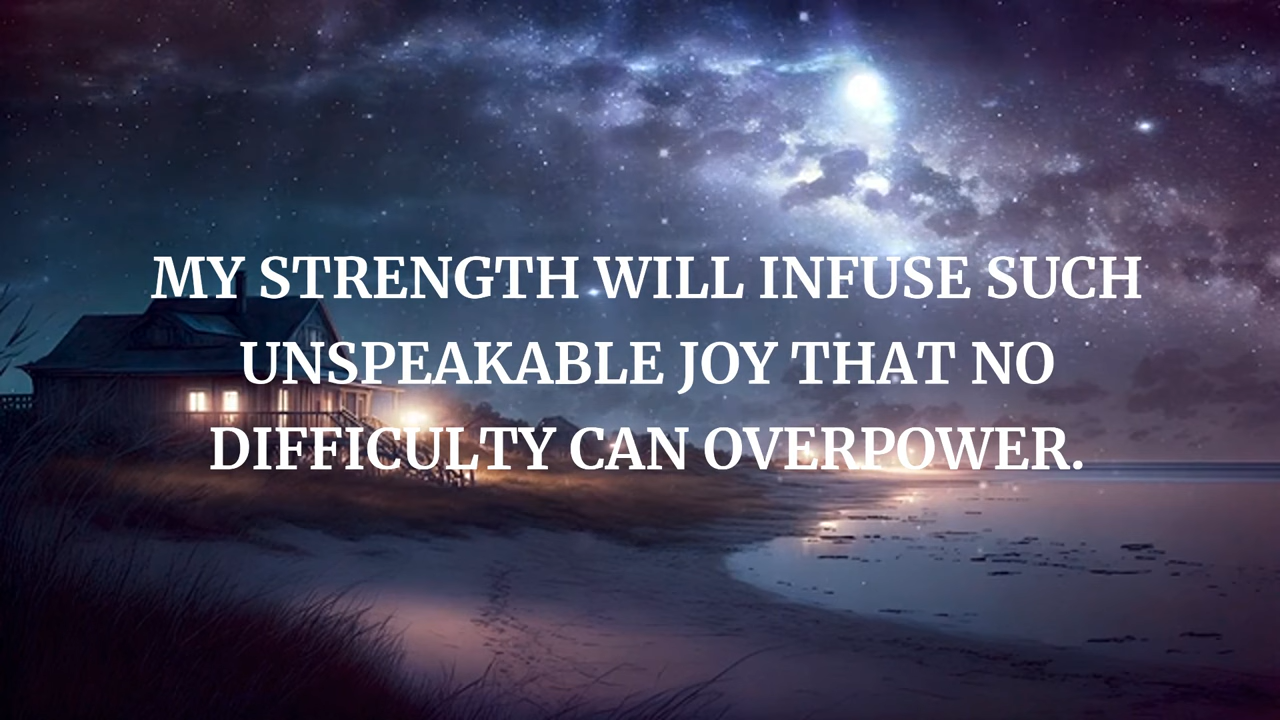 MY STRENGTH WILL INFUSE SUCH
UNSPEAKABLE JOY THAT NO
DIFFICULTY CAN OVERPOWER.